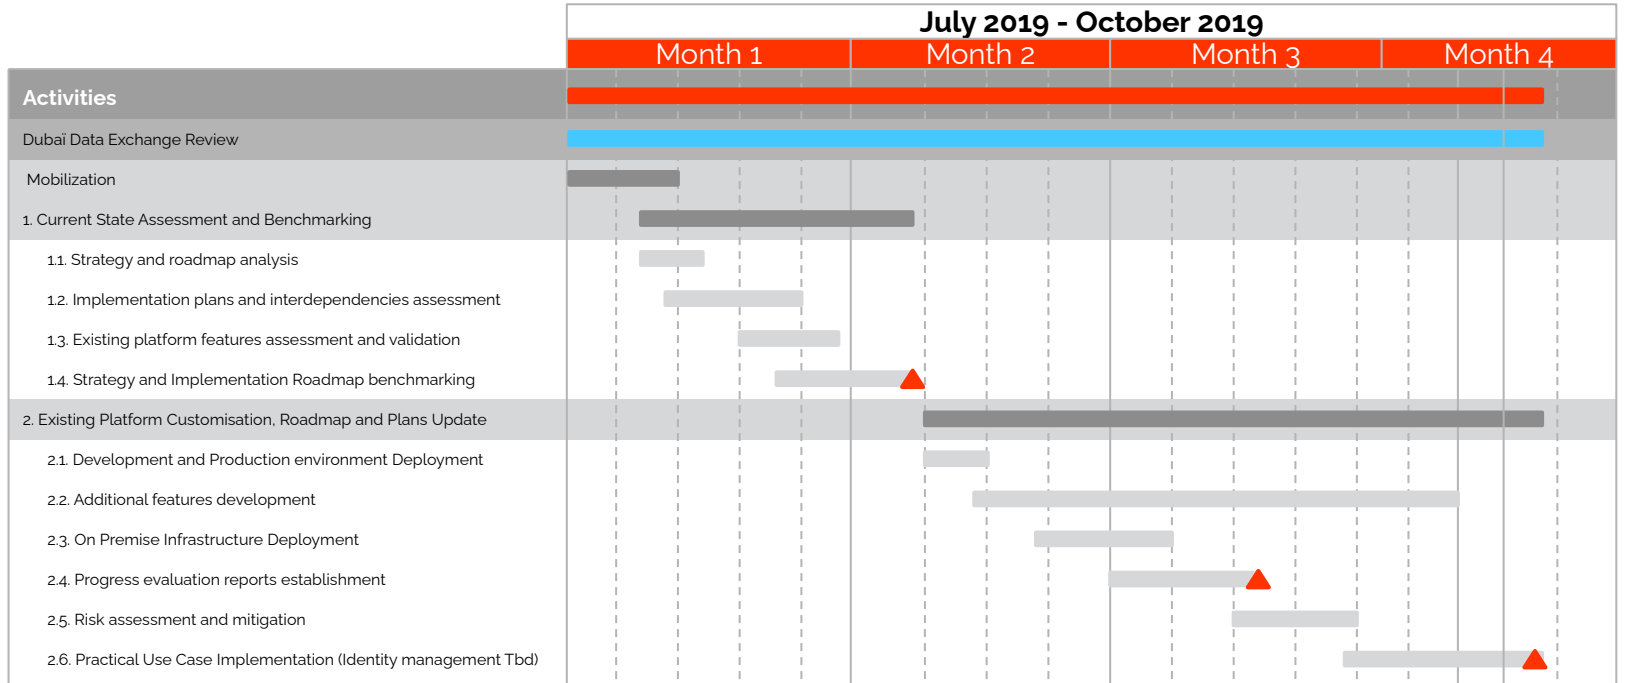 July 2019 - October 2019
Month 1 Month 2 Month 3 Month 4
Activities
Dubaï Data Exchange Review
Mobilization
1. Current State Assessment and Benchmarking
1.1. Strategy and roadmap analysis
1.2. Implementation plans and interdependencies assessment
1.3. Existing platform features assessment and validation
1.4. Strategy and Implementation Roadmap benchmarking
2. Existing Platform Customisation, Roadmap and Plans Update
2.1. Development and Production environment Deployment
2.2. Additional features development
2.3. On Premise Infrastructure Deployment
2.4. Progress evaluation reports establishment
2.5. Risk assessment and mitigation
2.6. Practical Use Case Implementation (Identity management Tbd)